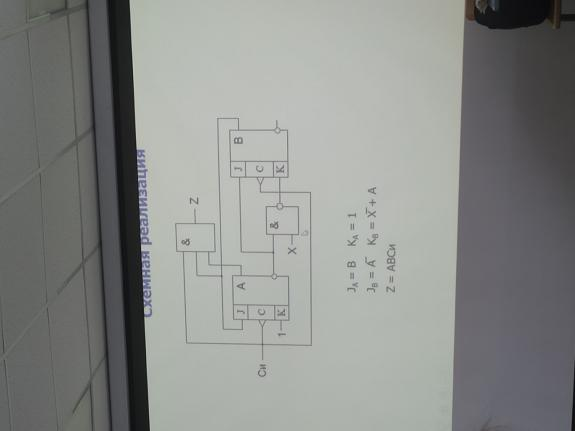 Схемная реализация
&
Z
A
B
J
C
K
J
C
K
&
X
1
Си
J_A = B K_A = 1
J_B = A̅ K_B = X̅ + A
Z = ABCи